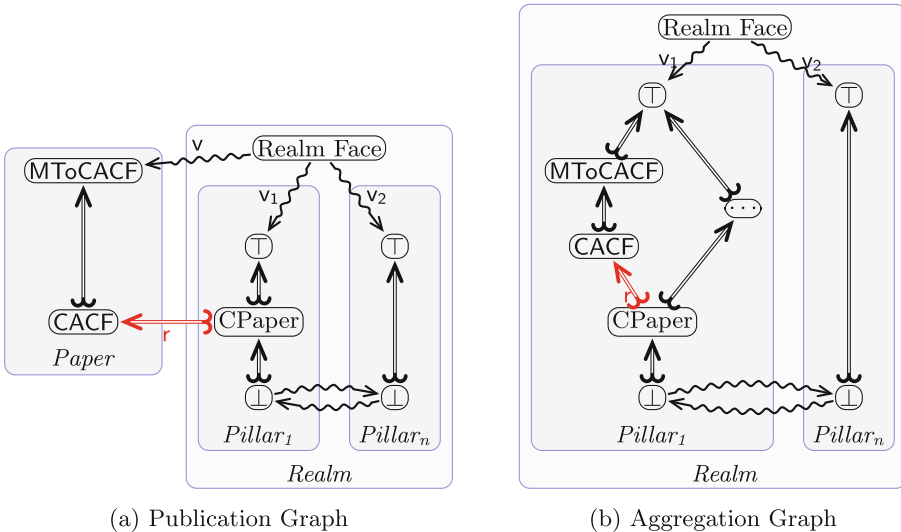 Realm Face
v
MToCACF
v1
v2
⊤
⊤
CACF
r
CPaper
Paper
⊥
⊥
Pillar1
Pillarn
Realm
(a) Publication Graph
Realm Face
v1
v2
⊤
⊤
MToCACF
···
CACF
r
CPaper
⊥
⊥
Pillar1
Pillarn
Realm
(b) Aggregation Graph